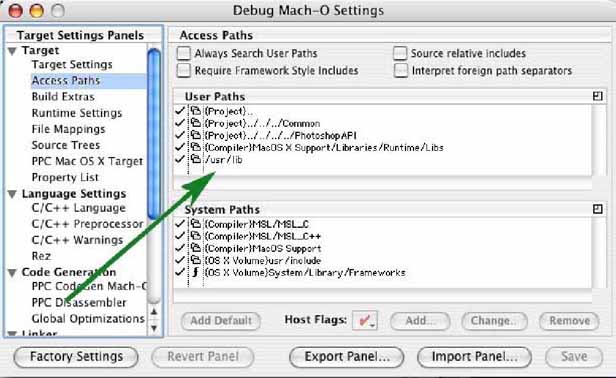 Debug Mach-O Settings
Target Settings Panels
Target
Target Settings
Access Paths
Build Extras
Runtime Settings
File Mappings
Source Trees
PPC Mac OS X Target
Property List
Language Settings
C/C++ Language
C/C++ Preprocessor
C/C++ Warnings
Rez
Code Generation
PPC CodeGen Mach-O
PPC Disassembler
Global Optimizations
Linker
Access Paths
Always Search User Paths
Source relative includes
Require Framework Style Includes
Interpret foreign path separators
User Paths
{Project}..
{Project}../../../Common
{Project}../../../../PhotoshopAPI
{Compiler}MacOS X Support/Libraries/Runtime/Libs
/usr/lib
System Paths
{Compiler}MSL/MSL_C
{Compiler}MSL/MSL_C++
{Compiler}MacOS Support
{OS X Volume}usr/include
{OS X Volume}System/Library/Frameworks
Add Default
Host Flags:
Add...
Change..
Remove
Factory Settings
Revert Panel
Export Panel...
Import Panel...
Save